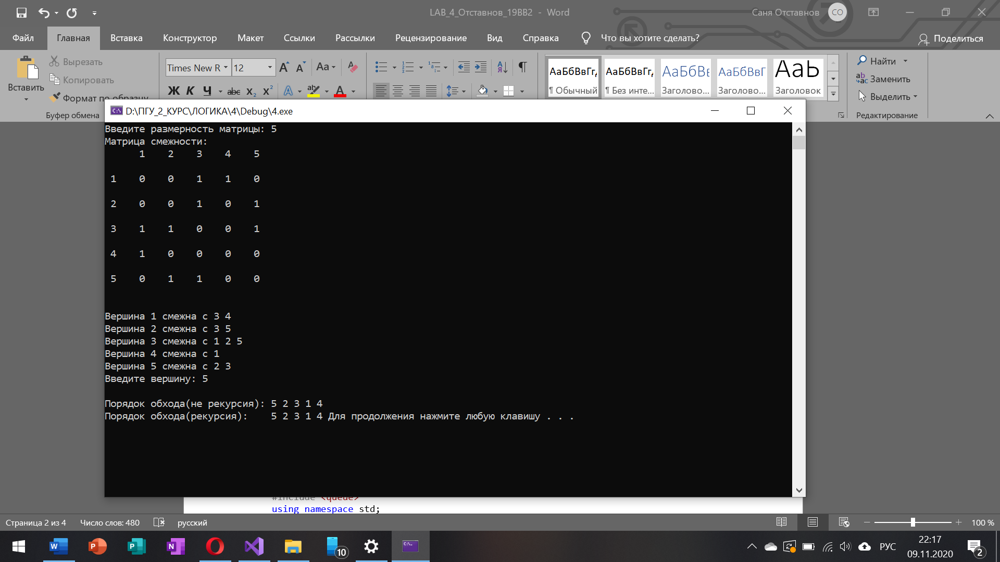 LAB_4_Отставнов_19ВВ2 - Word
Саня Отставнов
СО
Файл Главная Вставка Конструктор Макет Ссылки Рассылки Рецензирование Вид Справка Что вы хотите сделать? Поделиться
Вставить
Вырезать
Копировать
Формат по образцу
Буфер обмена
Times New R 12
Ж К Ч abc x₂ x²
АаБбВвГг, АаБбВвГг, АаБбВв АаБбВвГ АаЬ
¶ Обычный ¶ Без инте... Заголово... Заголово... Заголовок
Найти
Заменить
Выделить
Редактирование
D:\ПГУ_2_КУРС\ЛОГИКА\4\Debug\4.exe
Введите размерность матрицы: 5
Матрица смежности:
1 2 3 4 5
1 0 0 1 1 0
2 0 0 1 0 1
3 1 1 0 0 1
4 1 0 0 0 0
5 0 1 1 0 0
Вершина 1 смежна с 3 4
Вершина 2 смежна с 3 5
Вершина 3 смежна с 1 2 5
Вершина 4 смежна с 1
Вершина 5 смежна с 2 3
Введите вершину: 5
Порядок обхода(не рекурсия): 5 2 3 1 4
Порядок обхода(рекурсия): 5 2 3 1 4 Для продолжения нажмите любую клавишу . . .
#include <queue>
using namespace std;
Страница 2 из 4 Число слов: 480 русский 100 %
10
РУС
22:17
09.11.2020
2